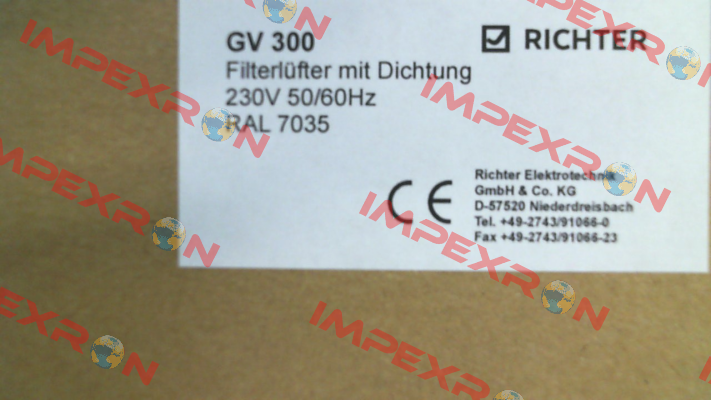 GV 300
RICHTER
Filterlüfter mit Dichtung
230V 50/60Hz
RAL 7035
CE
Richter Elektrotechnik
GmbH & Co. KG
D-57520 Niederdreisbach
Tel. +49-2743/91066-0
Fax +49-2743/91066-23
IMPEXRON
IMPEXRON
IMPEXRON
IMPEXRON
IMPEXRON
IMPEXRON
IMPEXRON